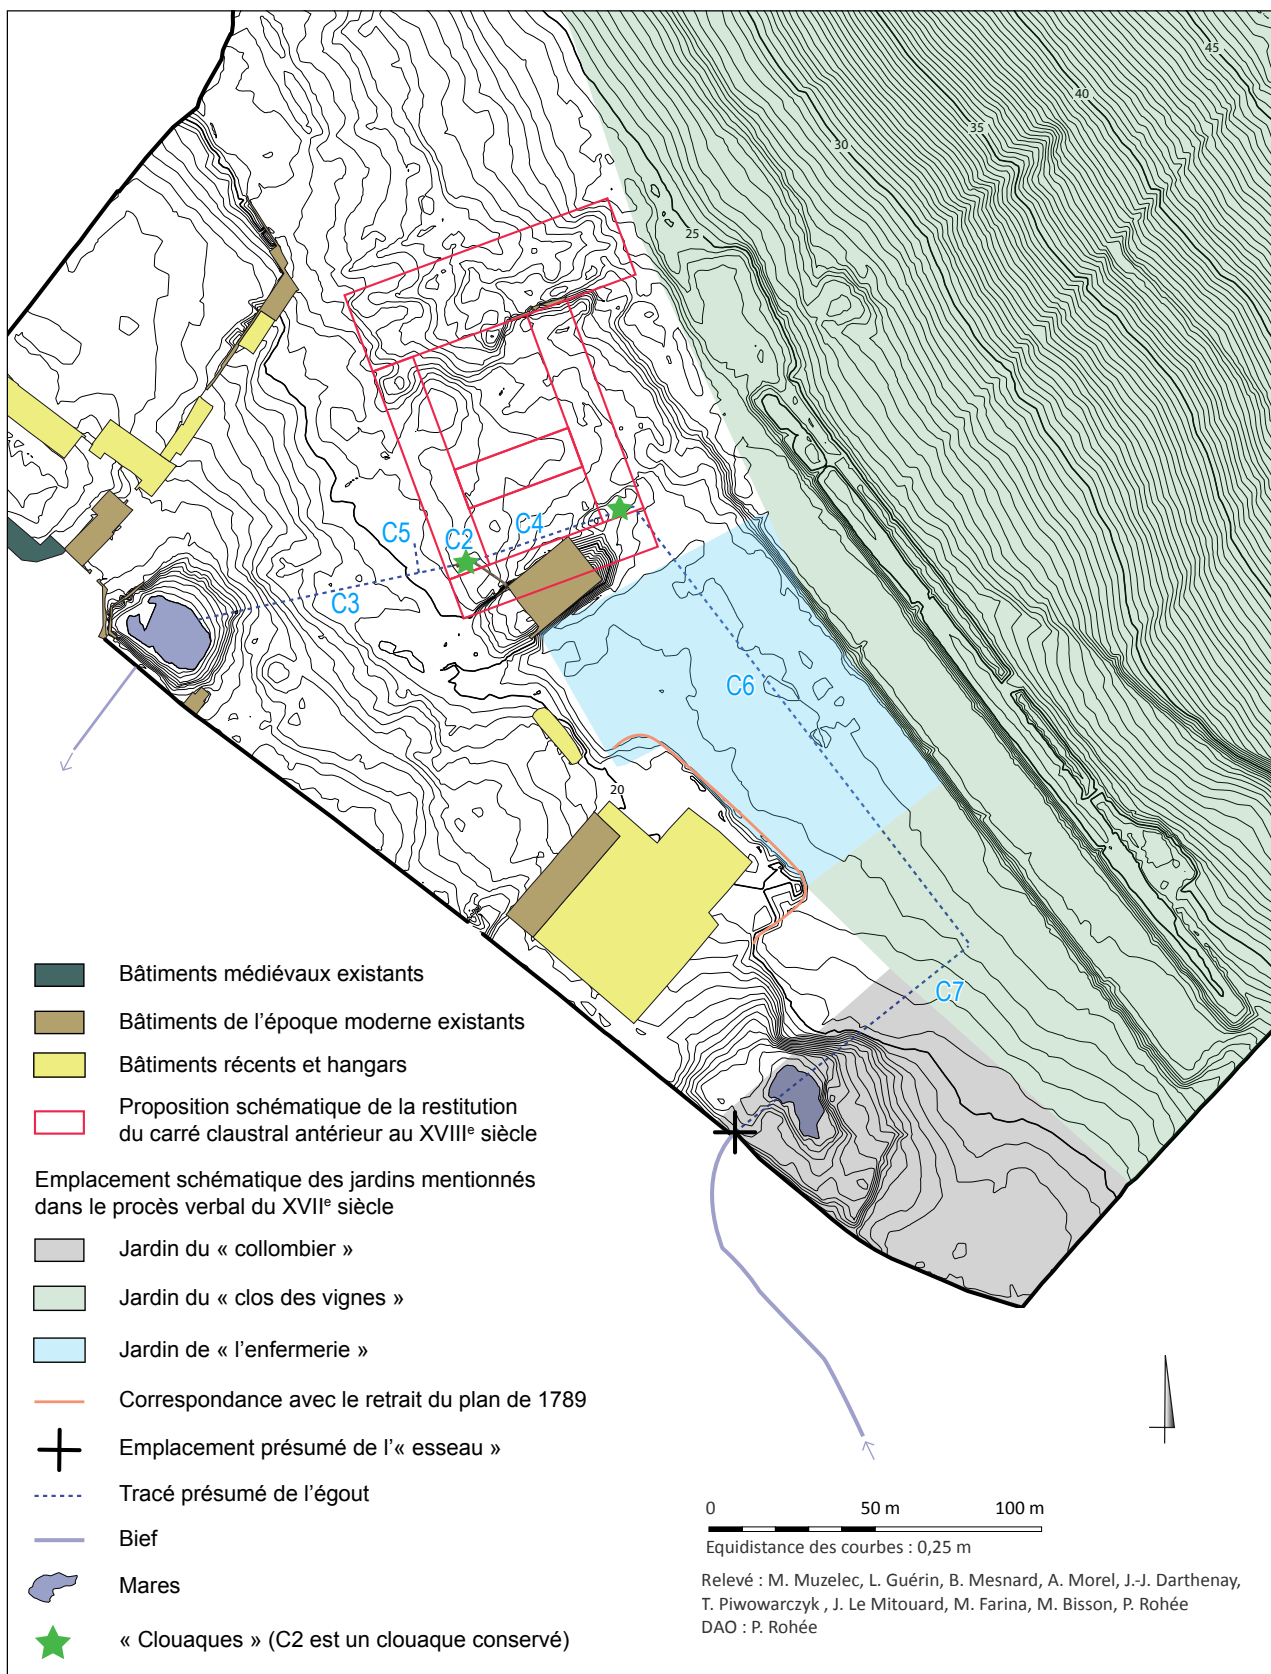 45
40
35
30
25
C5
C2
C4
C3
C6
20
C7
Bâtiments médiévaux existants
Bâtiments de l’époque moderne existants
Bâtiments récents et hangars
Proposition schématique de la restitution
du carré claustral antérieur au XVIIIe siècle
Emplacement schématique des jardins mentionnés
dans le procès verbal du XVIIe siècle
Jardin du « collombier »
Jardin du « clos des vignes »
Jardin de « l’enfermerie »
Correspondance avec le retrait du plan de 1789
Emplacement présumé de l’« esseau »
Tracé présumé de l’égout
Bief
Mares
« Clouaques » (C2 est un clouaque conservé)
0 50 m 100 m
Equidistance des courbes : 0,25 m
Relevé : M. Muzelec, L. Guérin, B. Mesnard, A. Morel, J.-J. Darthenay,
T. Piwowarczyk , J. Le Mitouard, M. Farina, M. Bisson, P. Rohée
DAO : P. Rohée